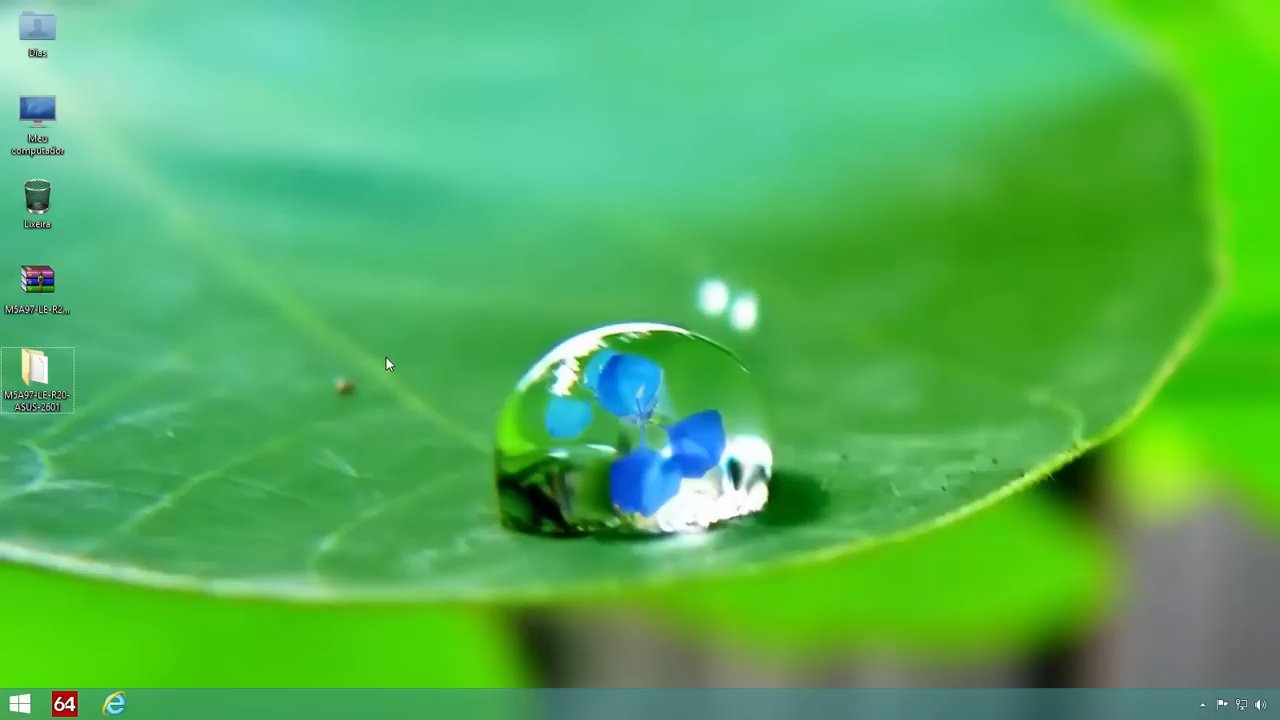 Dias
Meu
computador
Lixeira
M5A97-LE-R2...
M5A97-LE-R20-
ASUS-2601
64